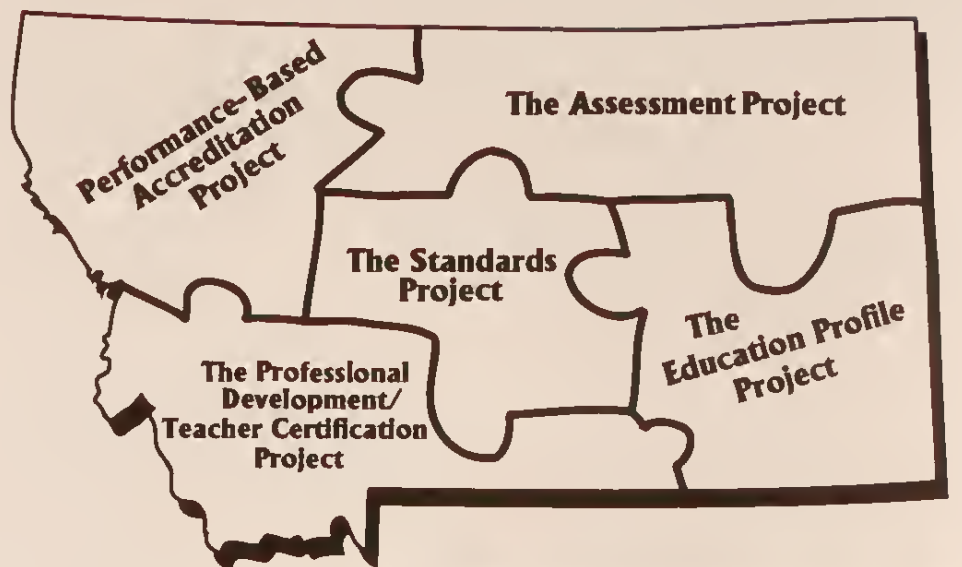 Performance-Based
Accreditation
Project
The Assessment Project
The Standards
Project
The
Education Profile
Project
The Professional
Development/
Teacher Certification
Project